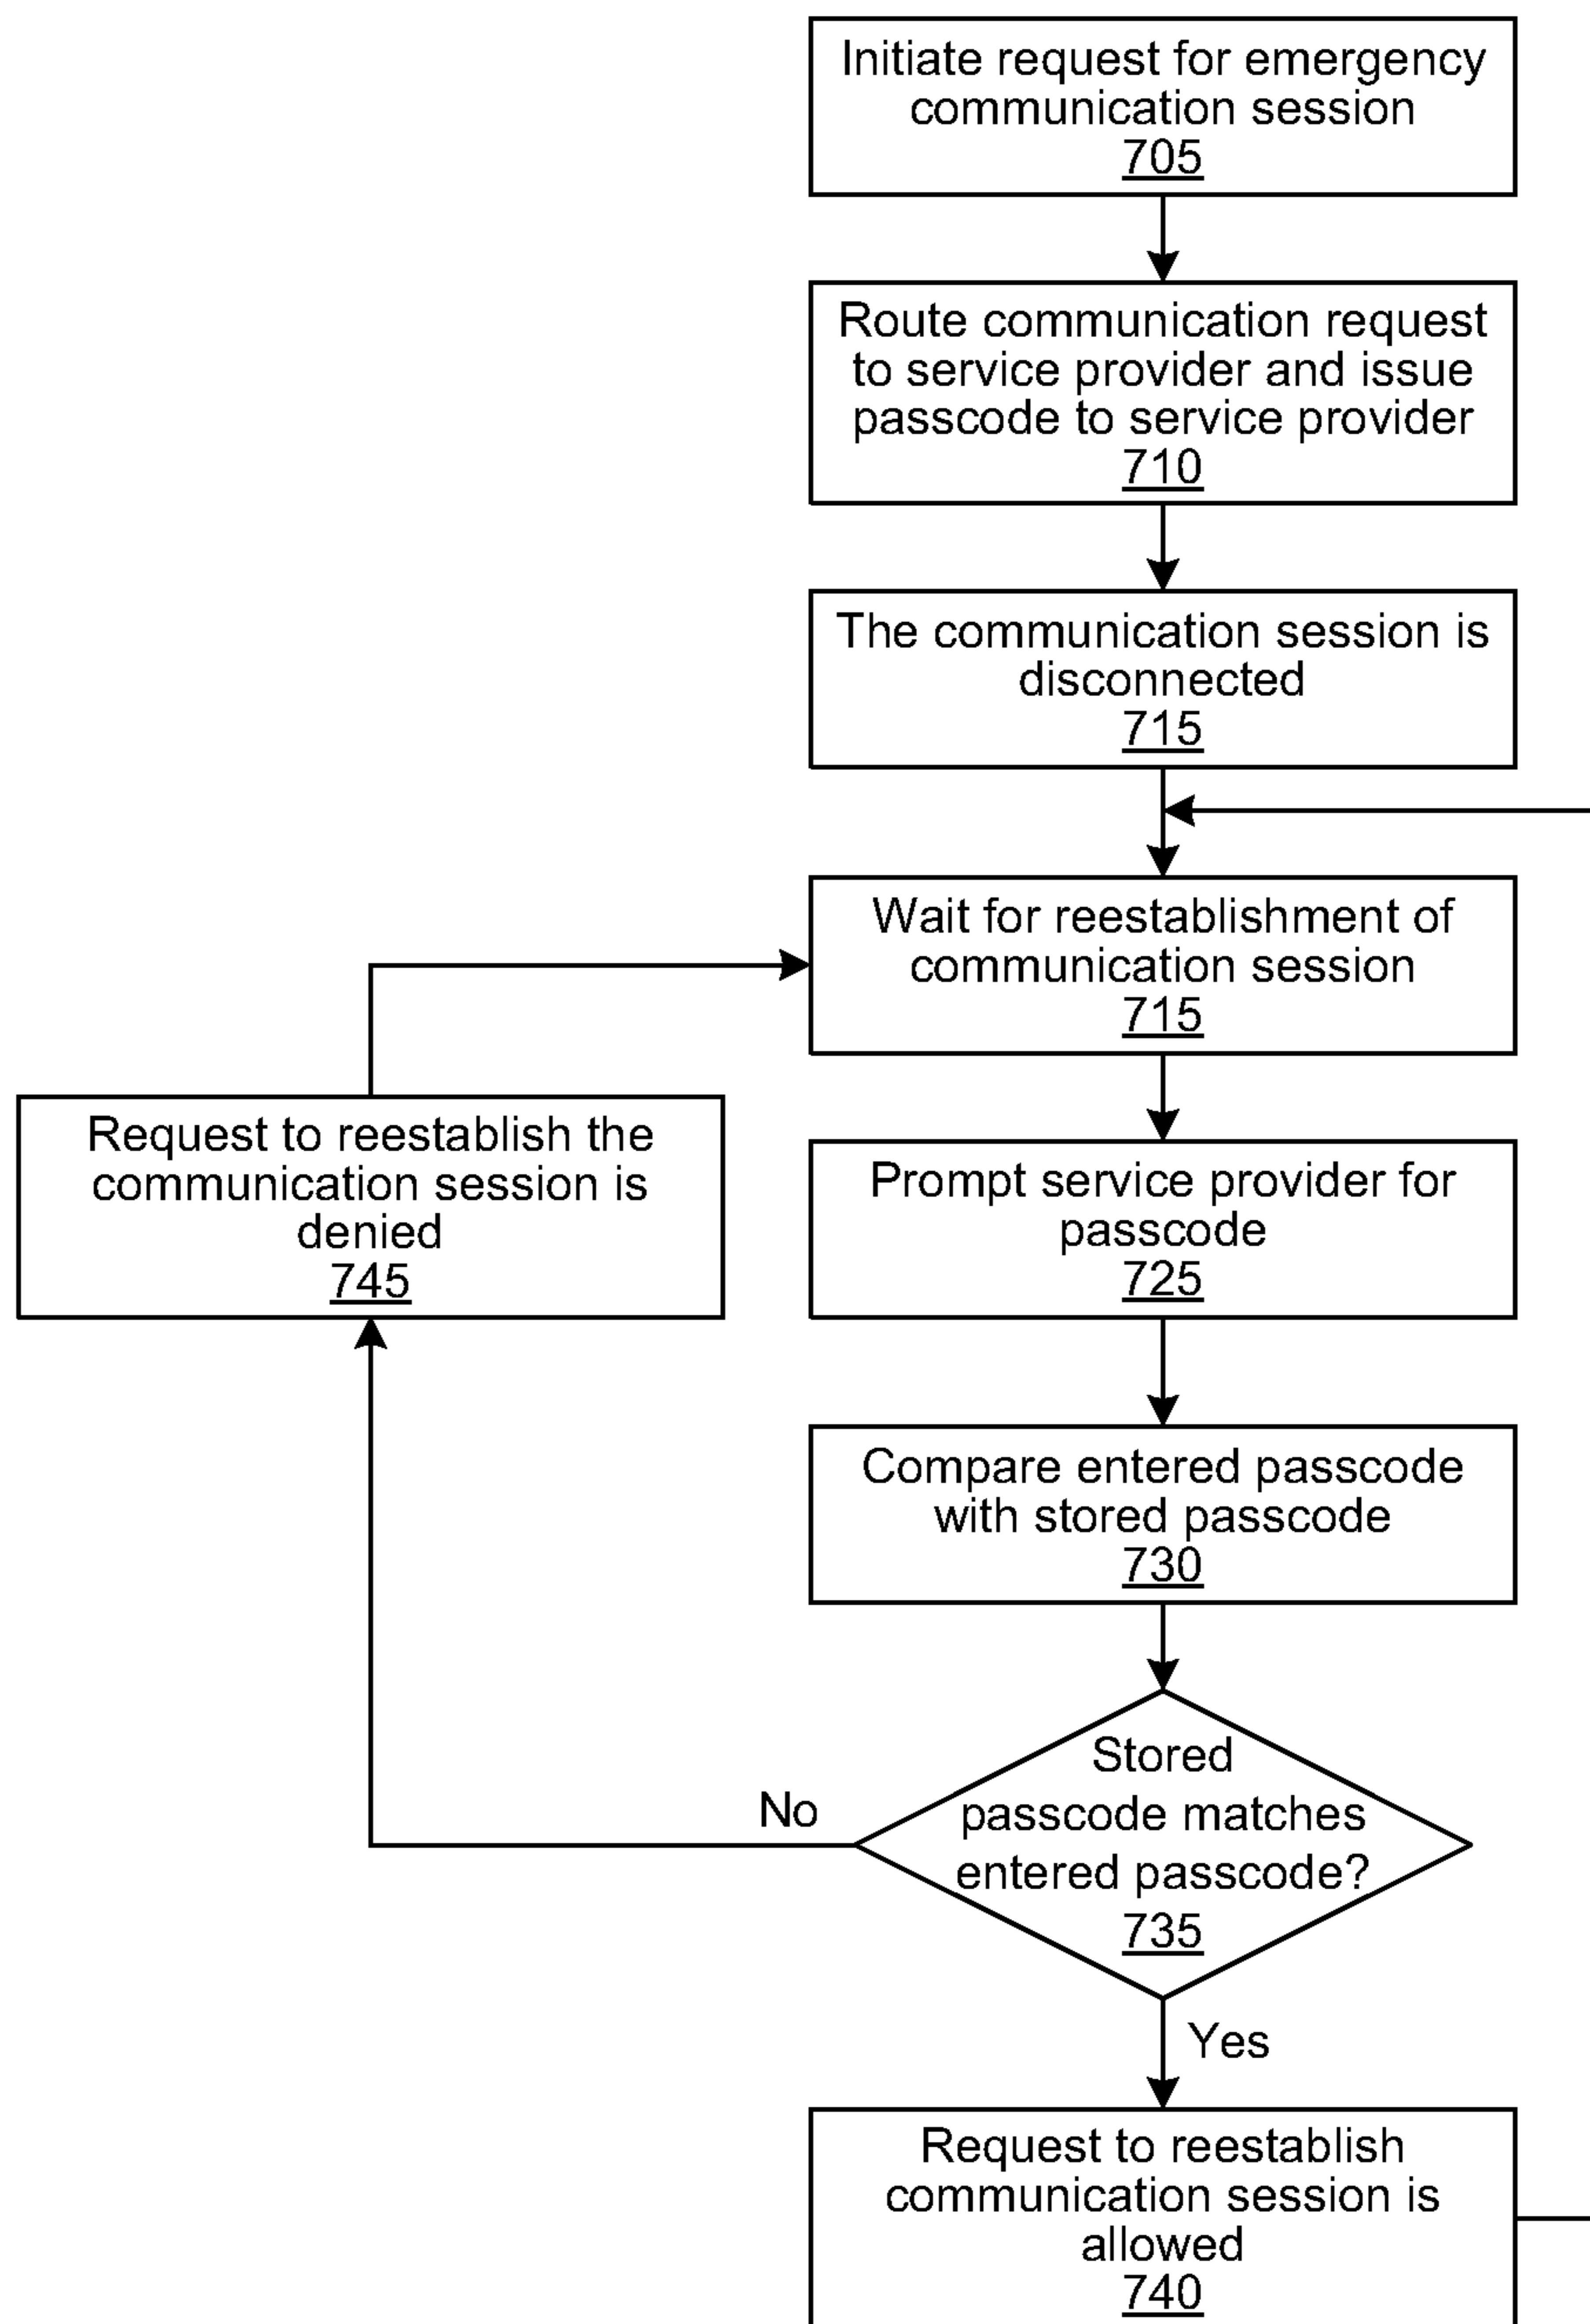 Initiate request for emergency
communication session
705
Route communication request
to service provider and issue
passcode to service provider
710
The communication session is
disconnected
715
Wait for reestablishment of
communication session
715
Request to reestablish the
communication session is
denied
745
Prompt service provider for
passcode
725
Compare entered passcode
with stored passcode
730
Stored
passcode matches
entered passcode?
735
No
Yes
Request to reestablish
communication session is
allowed
740